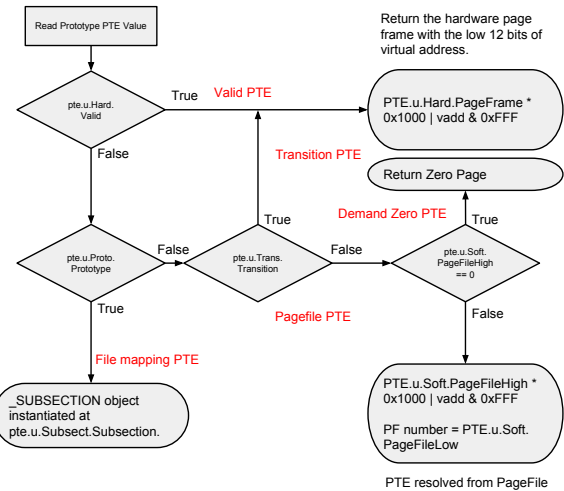 Read Prototype PTE Value
Return the hardware page
frame with the low 12 bits of
virtual address.
pte.u.Hard.
Valid
True
Valid PTE
PTE.u.Hard.PageFrame *
0x1000 | vadd & 0xFFF
False
Transition PTE
Return Zero Page
True
Demand Zero PTE
True
pte.u.Proto.
Prototype
False
pte.u.Trans.
Transition
False
pte.u.Soft.
PageFileHigh
== 0
True
Pagefile PTE
False
File mapping PTE
_SUBSECTION object
instantiated at
pte.u.Subsect.Subsection.
PTE.u.Soft.PageFileHigh *
0x1000 | vadd & 0xFFF
PF number = PTE.u.Soft.
PageFileLow
PTE resolved from PageFile